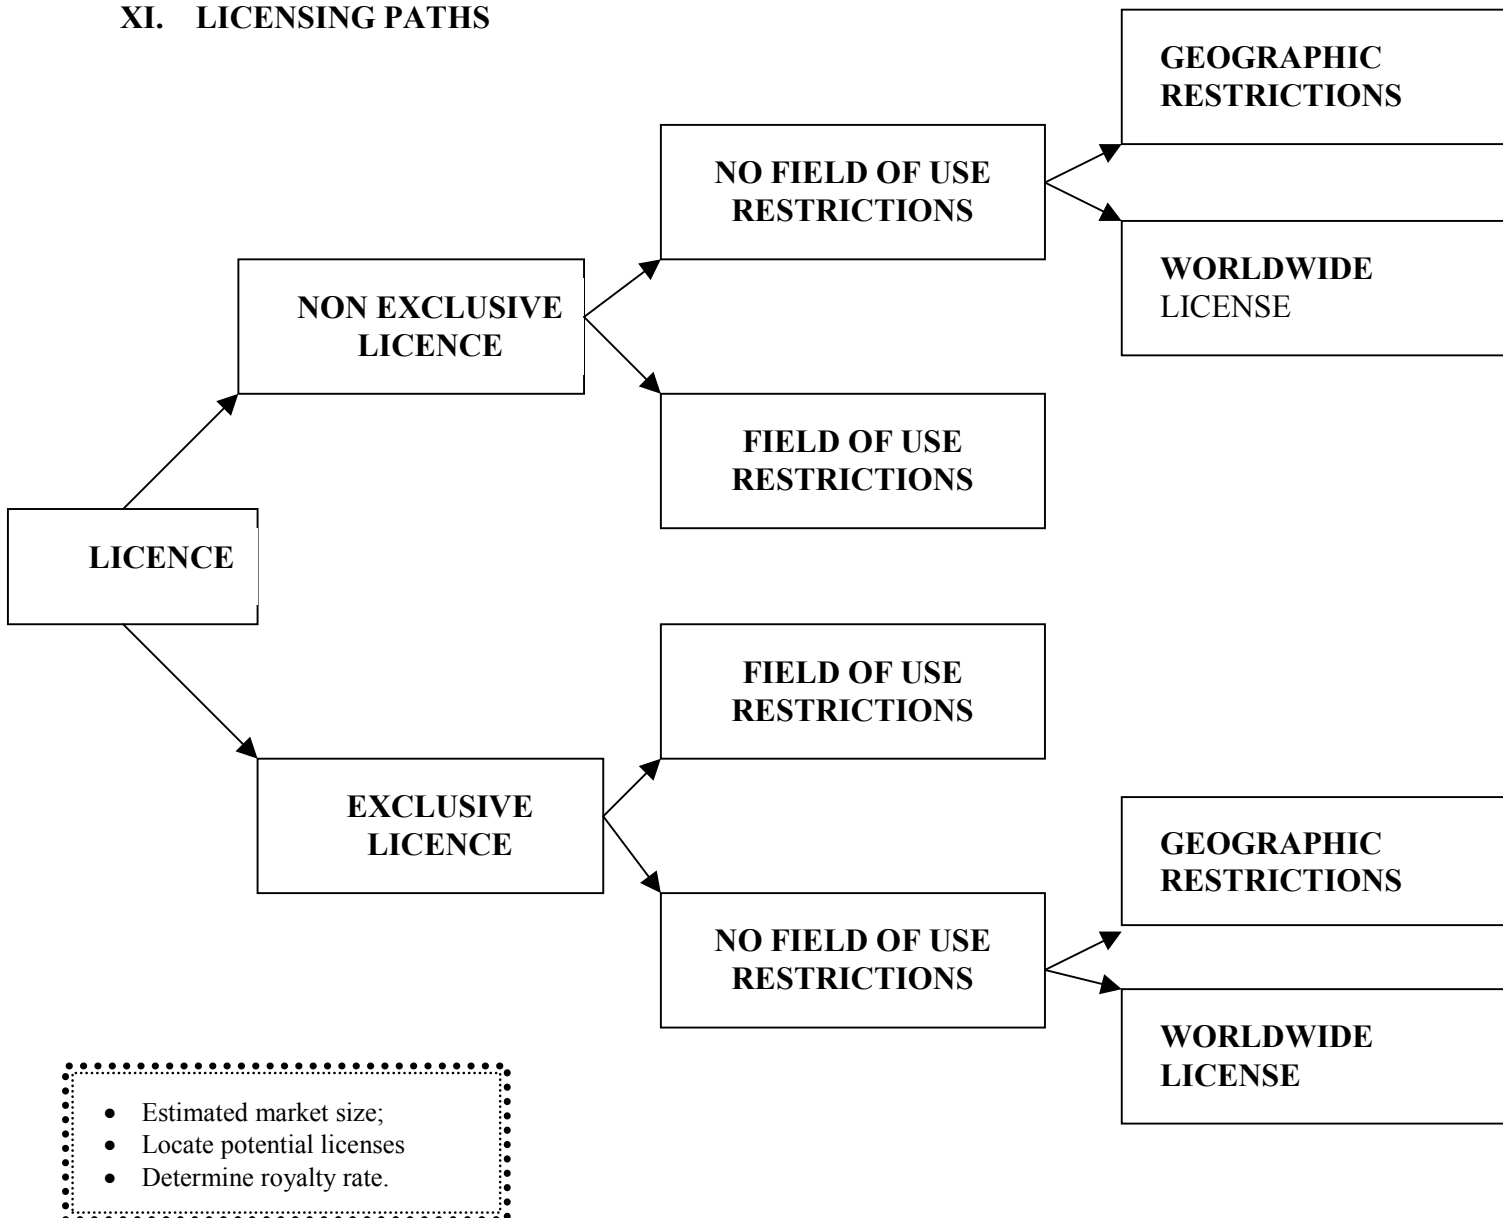 XI. LICENSING PATHS
GEOGRAPHIC
RESTRICTIONS
NO FIELD OF USE
RESTRICTIONS
WORLDWIDE
LICENSE
NON EXCLUSIVE
LICENCE
FIELD OF USE
RESTRICTIONS
LICENCE
FIELD OF USE
RESTRICTIONS
EXCLUSIVE
LICENCE
GEOGRAPHIC
RESTRICTIONS
NO FIELD OF USE
RESTRICTIONS
WORLDWIDE
LICENSE
• Estimated market size;
• Locate potential licenses
• Determine royalty rate.